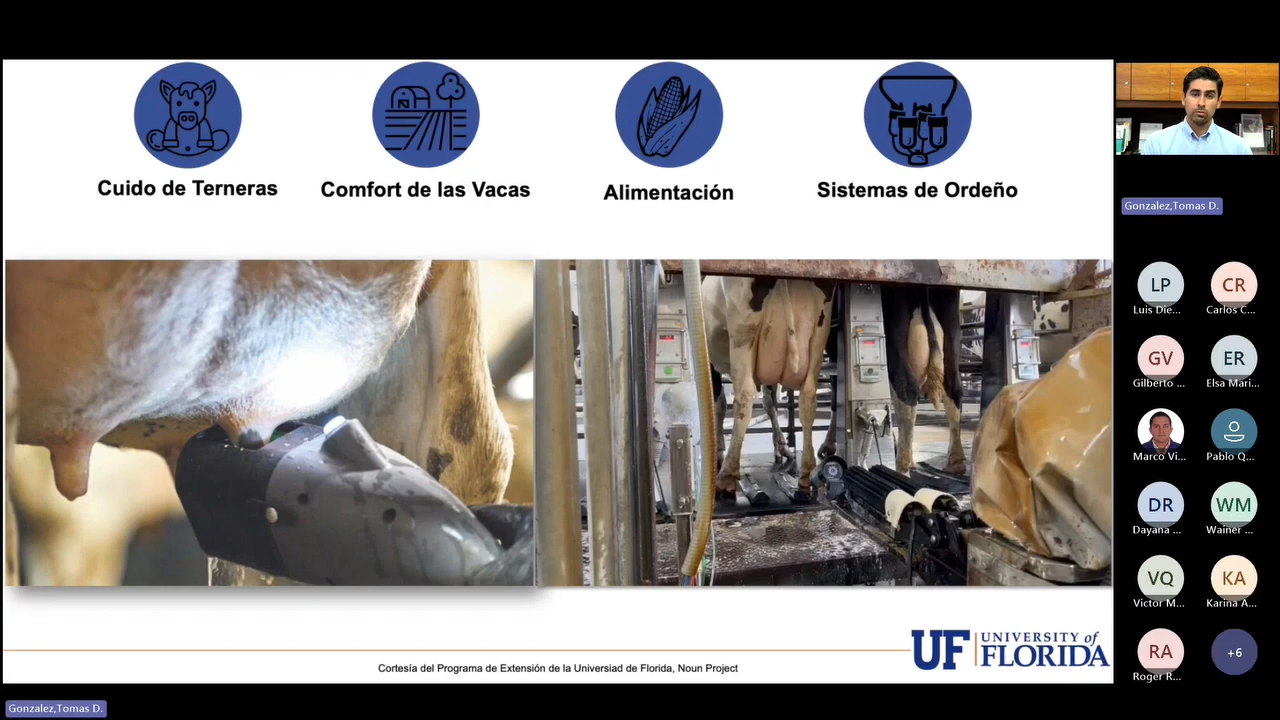 Cuido de Terneras
Comfort de las Vacas
Alimentación
Sistemas de Ordeño
Cortesía del Programa de Extensión de la Universiad de Florida, Noun Project
UF UNIVERSITY of FLORIDA
Gonzalez,Tomas D.
LP
Luis Die...
CR
Carlos C...
GV
Gilberto ...
ER
Elsa Mari...
Marco Vi...
Pablo Q...
DR
Dayana ...
WM
Wainer ...
VQ
Victor M...
KA
Karina A...
RA
Roger R...
+6
Gonzalez,Tomas D.